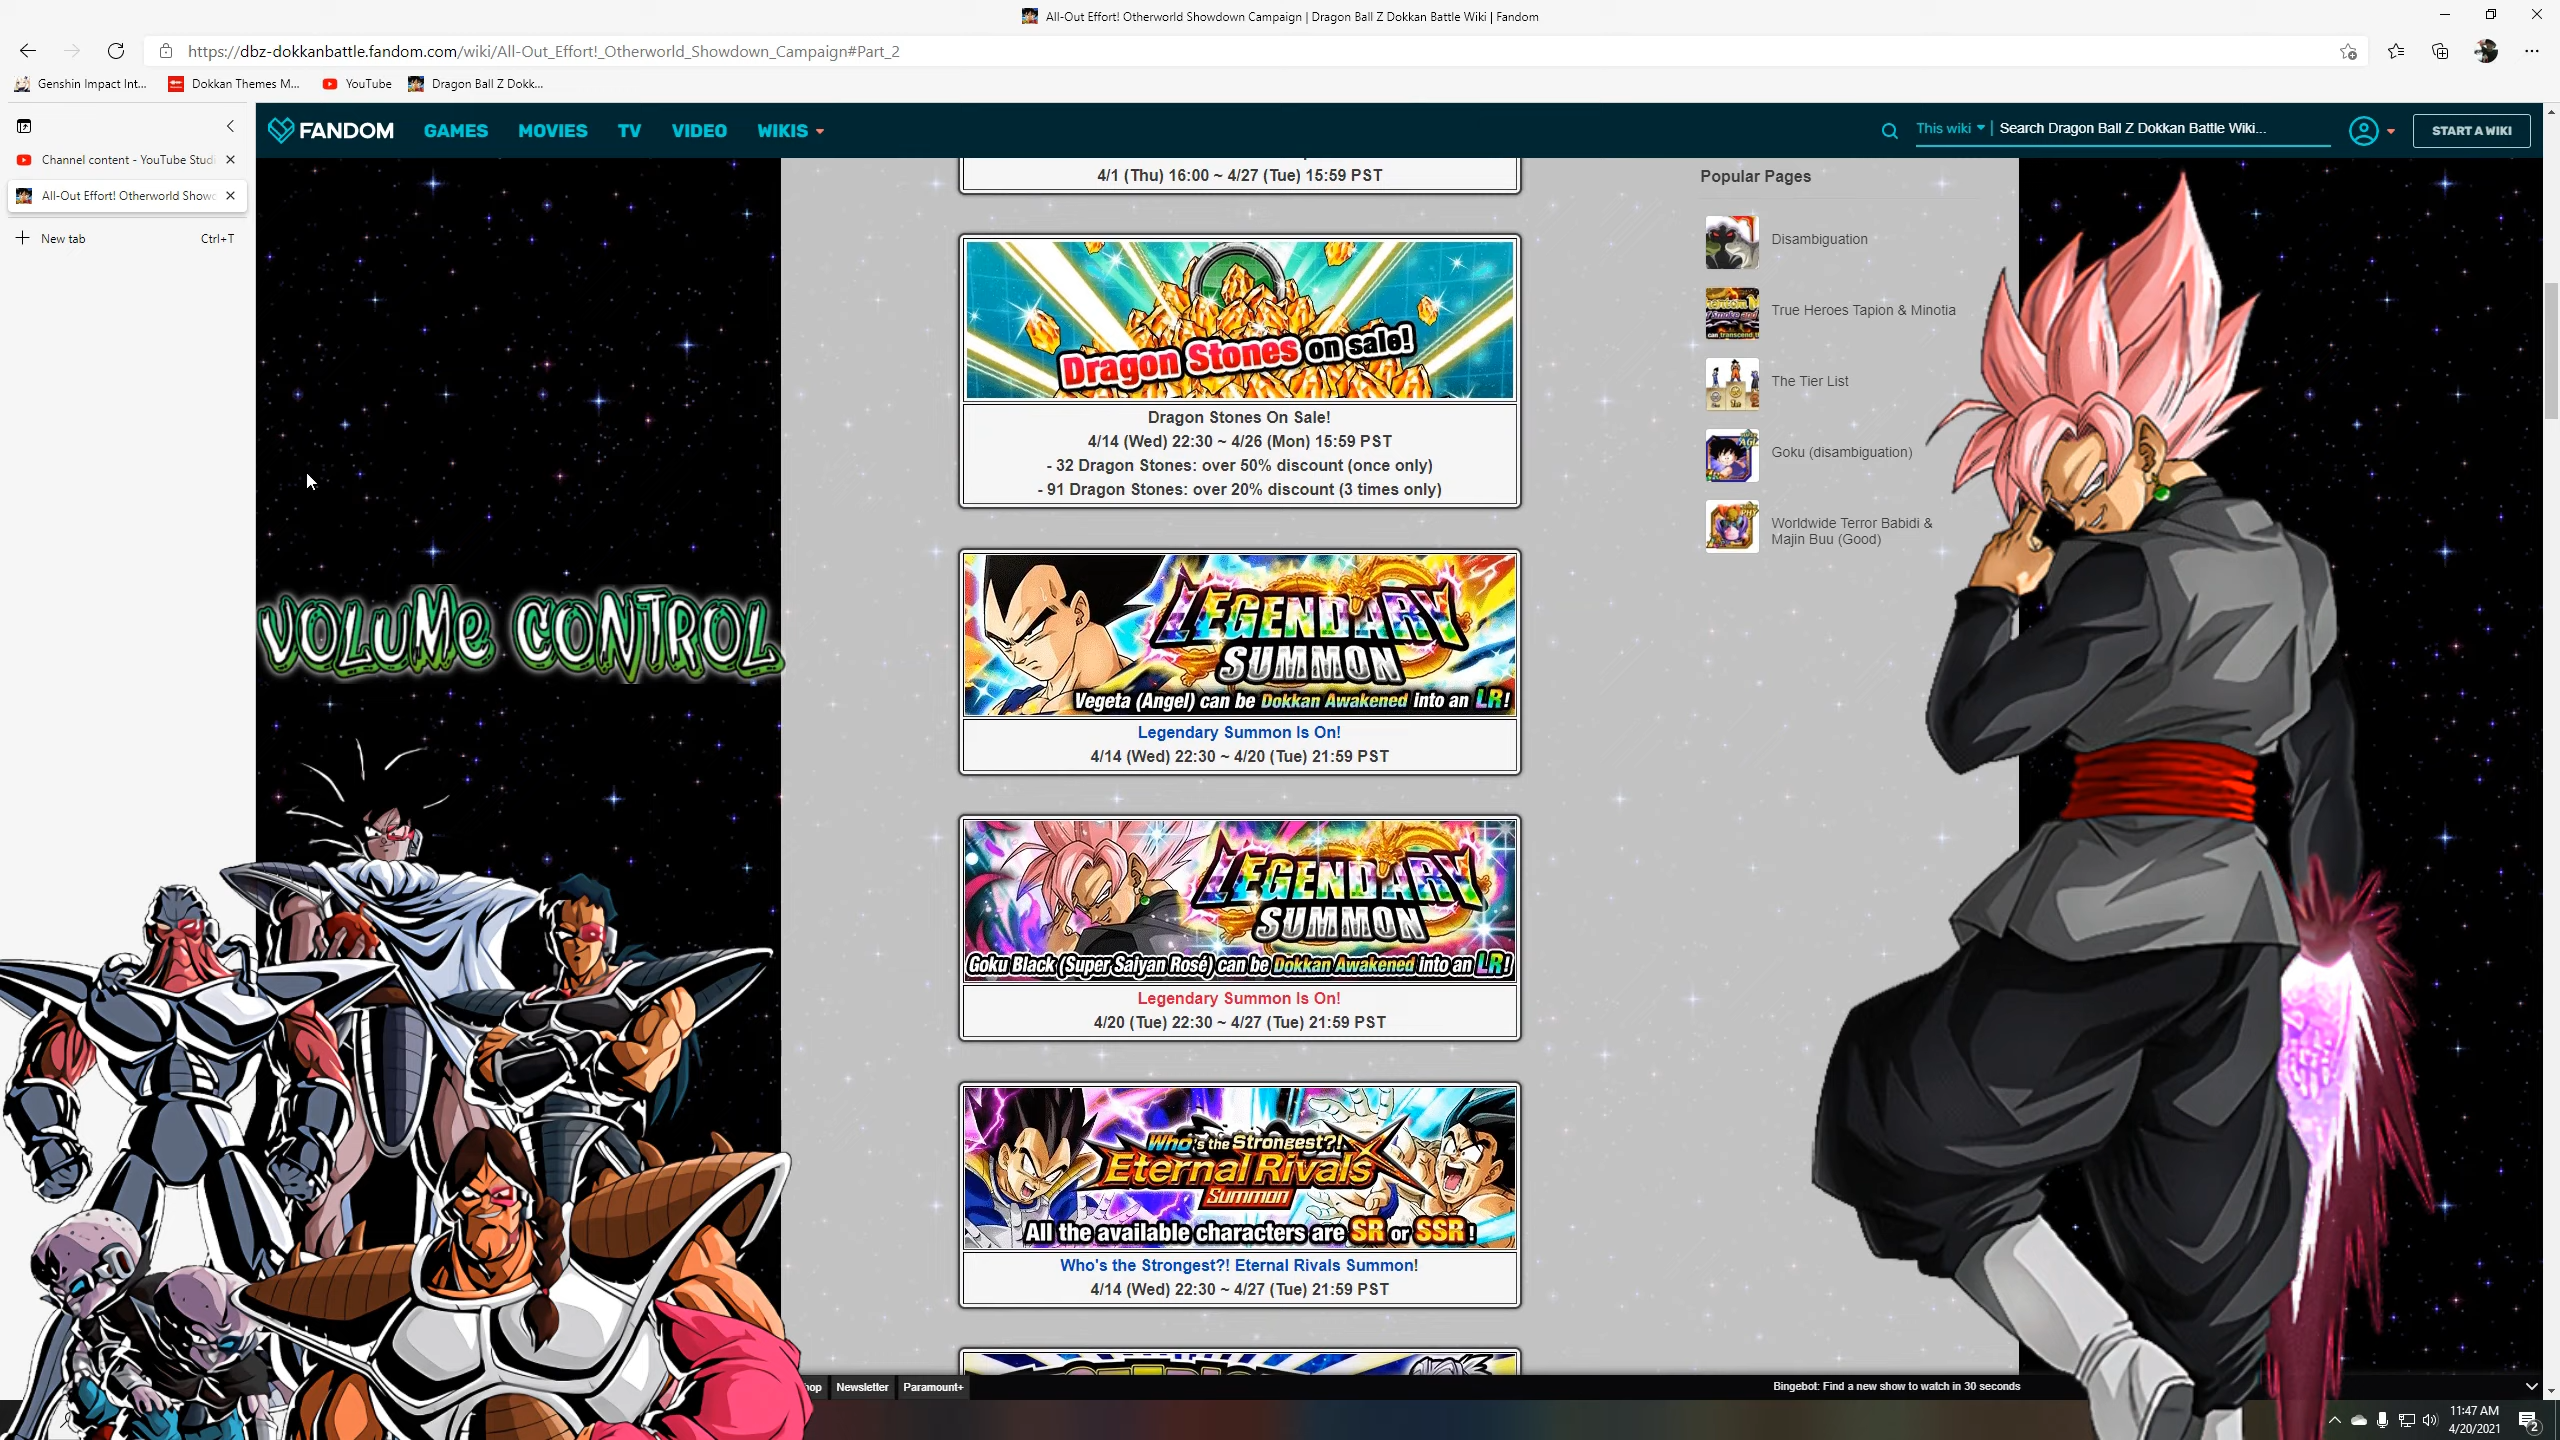 All-Out Effort! Otherworld Showdown Campaign | Dragon Ball Z Dokkan Battle Wiki | Fandom
https://dbz-dokkanbattle.fandom.com/wiki/All-Out_Effort!_Otherworld_Showdown_Campaign#Part_2
Genshin Impact Int... Dokkan Themes M... YouTube Dragon Ball Z Dokk...
FANDOM GAMES MOVIES TV VIDEO WIKIS This wiki Search Dragon Ball Z Dokkan Battle Wiki... START A WIKI
Channel content - YouTube Studi
All-Out Effort! Otherworld Showd
New tab Ctrl+T
4/1 (Thu) 16:00 ~ 4/27 (Tue) 15:59 PST
Dragon Stones on sale!
Dragon Stones On Sale!
4/14 (Wed) 22:30 ~ 4/26 (Mon) 15:59 PST
- 32 Dragon Stones: over 50% discount (once only)
- 91 Dragon Stones: over 20% discount (3 times only)
LEGENDARY
SUMMON
Vegeta (Angel) can be Dokkan Awakened into an LR!
Legendary Summon Is On!
4/14 (Wed) 22:30 ~ 4/20 (Tue) 21:59 PST
LEGENDARY
SUMMON
Goku Black (Super Saiyan Rosé) can be Dokkan Awakened into an LR!
Legendary Summon Is On!
4/20 (Tue) 22:30 ~ 4/27 (Tue) 21:59 PST
Who's the Strongest?!
Eternal Rivals
Summon
All the available characters are SR or SSR!
Who's the Strongest?! Eternal Rivals Summon!
4/14 (Wed) 22:30 ~ 4/27 (Tue) 21:59 PST
Popular Pages
Disambiguation
True Heroes Tapion & Minotia
The Tier List
Goku (disambiguation)
Worldwide Terror Babidi &
Majin Buu (Good)
VOLUMe CONTROL
hop Newsletter Paramount+ Bingebot: Find a new show to watch in 30 seconds
11:47 AM
4/20/2021
2